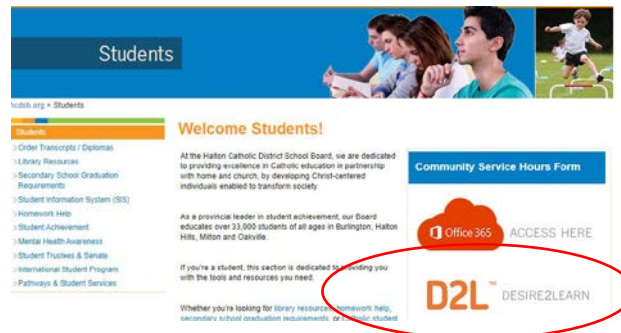 Students
hcdsb.org > Students
Students
> Order Transcripts / Diplomas
> Library Resources
> Secondary School Graduation
Requirements
> Student Information System (SIS)
> Homework Help
> Student Achievement
> Mental Health Awareness
> Student Trustees & Senate
> International Student Program
> Pathways & Student Services
Welcome Students!
At the Halton Catholic District School Board, we are dedicated
to providing excellence in Catholic education in partnership
with home and church, by developing Christ-centered
individuals enabled to transform society.
As a provincial leader in student achievement, our Board
educates over 33,000 students of all ages in Burlington, Halton
Hills, Milton and Oakville.
If you're a student, this section is dedicated to providing you
with the tools and resources you need.
Whether you're looking for library resources, homework help,
secondary school graduation requirements, or Catholic student
Community Service Hours Form
Office 365 ACCESS HERE
D2L™ DESIRE2LEARN